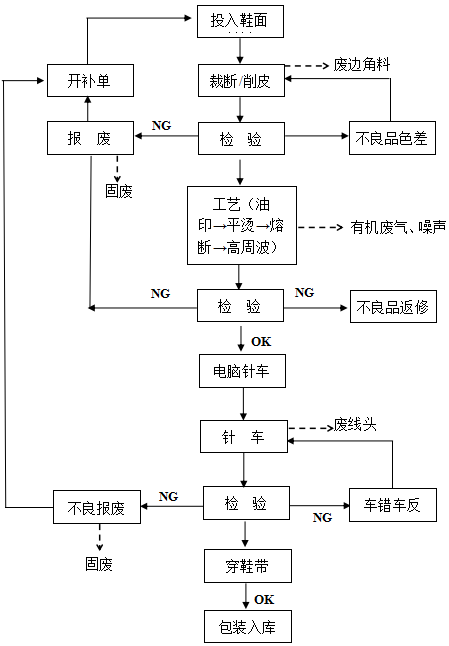 投入鞋面
废边角料
开补单
裁断/削皮
NG
报 废
检 验
不良品色差
固废
工艺（油
印→平烫→熔
断→高周波）
有机废气、噪声
NG
NG
检 验
不良品返修
OK
电脑针车
废线头
针 车
NG
不良报废
检 验
NG
车错车反
固废
穿鞋带
OK
包装入库